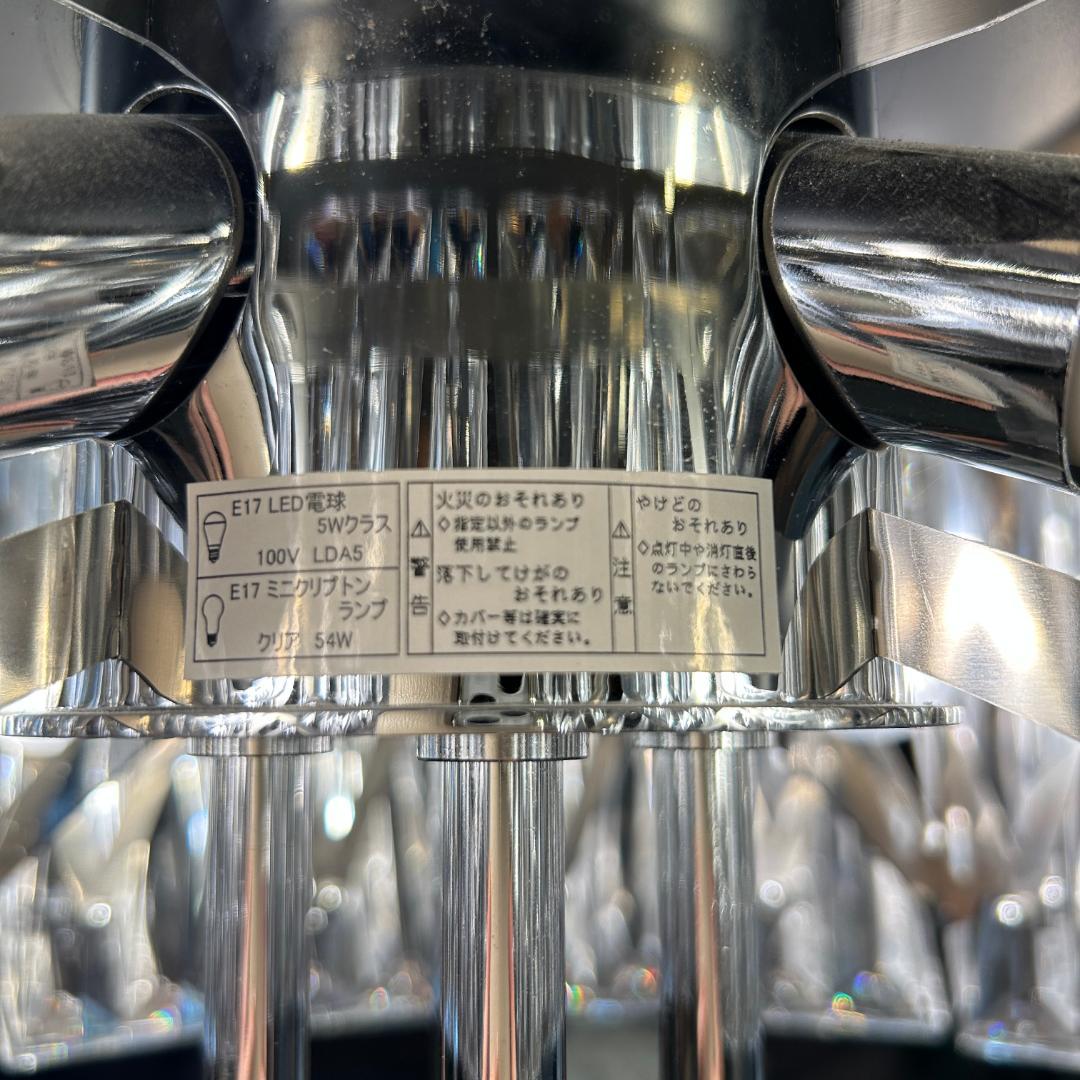 E17 LED電球
5Wクラス
100V LDA5
E17 ミニクリプトン
ランプ
クリア 54W
警告
火災のおそれあり
◇指定以外のランプ
使用禁止
落下してけがの
おそれあり
◇カバー等は確実に
取付けてください。
注意
やけどの
おそれあり
◇点灯中や消灯直後
のランプにさわら
ないでください。